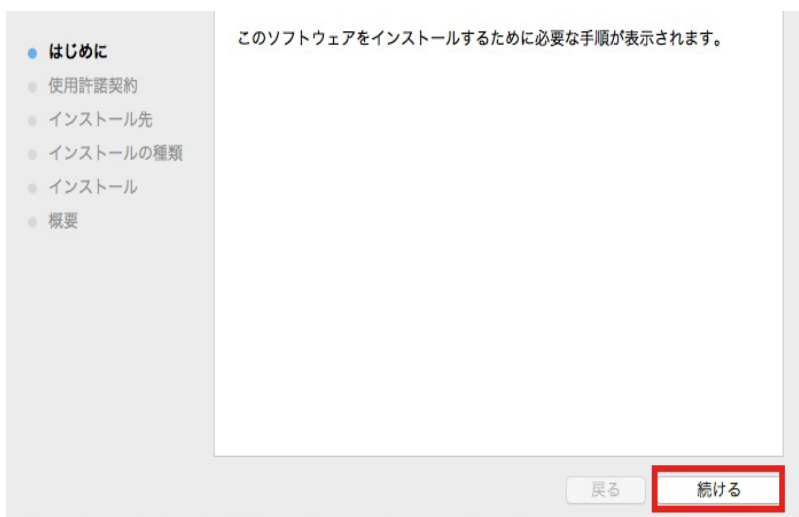 このソフトウェアをインストールするために必要な手順が表示されます。
はじめに
使用許諾契約
インストール先
インストールの種類
インストール
概要
戻る
続ける